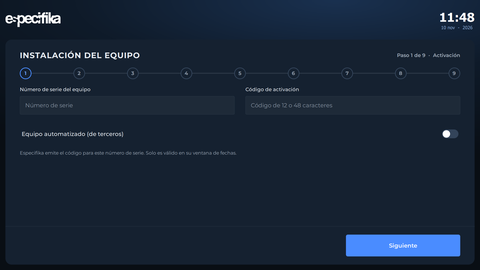 e-specifika
11:48
10 nov · 2026
INSTALACIÓN DEL EQUIPO
Paso 1 de 9 · Activación
1 2 3 4 5 6 7 8 9
Número de serie del equipo
Código de activación
Número de serie
Código de 12 o 48 caracteres
Equipo automatizado (de terceros)
Especifika emite el código para este número de serie. Solo es válido en su ventana de fechas.
Siguiente